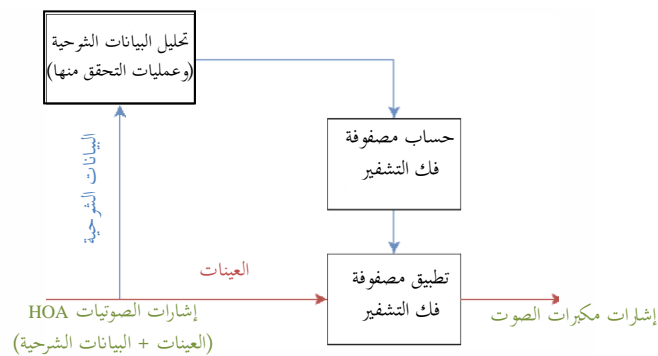 تحليل البيانات الشرحية
(وعمليات التحقق منها)
حساب مصفوفة
فك التشفير
البيانات الشرحية
العينات
تطبيق مصفوفة
فك التشفير
إشارات الصوتيات HOA
(العينات + البيانات الشرحية)
إشارات مكبرات الصوت